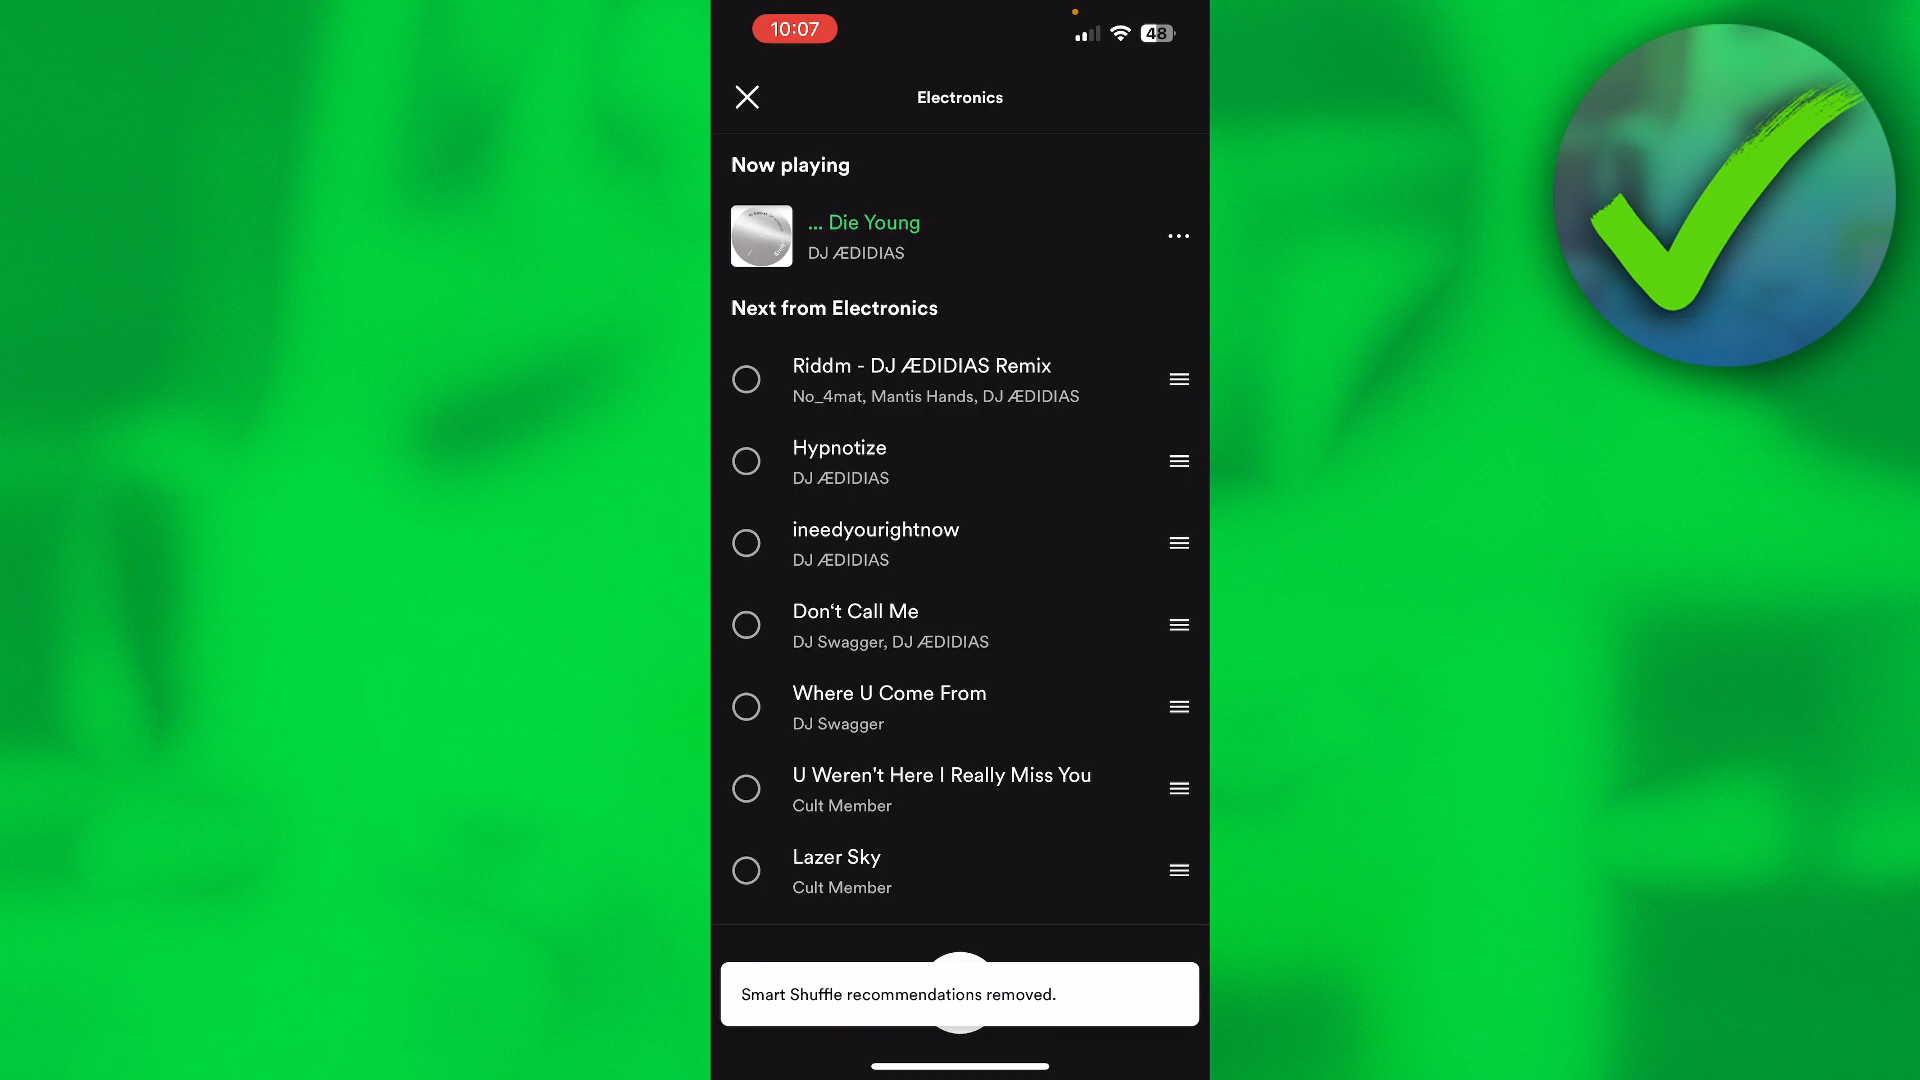 10:07
48
Electronics
Now playing
... Die Young
DJ ÆDIDIAS
Next from Electronics
Riddm - DJ ÆDIDIAS Remix
No_4mat, Mantis Hands, DJ ÆDIDIAS
Hypnotize
DJ ÆDIDIAS
ineedyourightnow
DJ ÆDIDIAS
Don‘t Call Me
DJ Swagger, DJ ÆDIDIAS
Where U Come From
DJ Swagger
U Weren't Here I Really Miss You
Cult Member
Lazer Sky
Cult Member
Smart Shuffle recommendations removed.